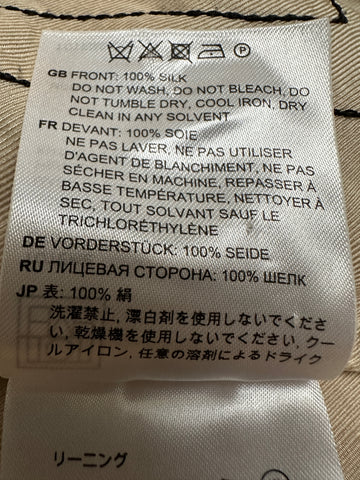 P
GB FRONT: 100% SILK
DO NOT WASH, DO NOT BLEACH, DO
NOT TUMBLE DRY, COOL IRON, DRY
CLEAN IN ANY SOLVENT
FR DEVANT: 100% SOIE
NE PAS LAVER, NE PAS UTILISER
D'AGENT DE BLANCHIMENT, NE PAS
SÉCHER EN MACHINE, REPASSER À
BASSE TEMPÉRATURE, NETTOYER À
SEC, TOUT SOLVANT SAUF LE
TRICHLORÉTHYLÈNE
DE VORDERSTÜCK: 100% SEIDE
RU ЛИЦЕВАЯ СТОРОНА: 100% ШЕЛК
JP 表: 100% 絹
洗濯禁止, 漂白剤を使用しないでくださ
い, 乾燥機を使用しないでください, クー
ルアイロン, 任意の溶剤によるドライク
リーニング